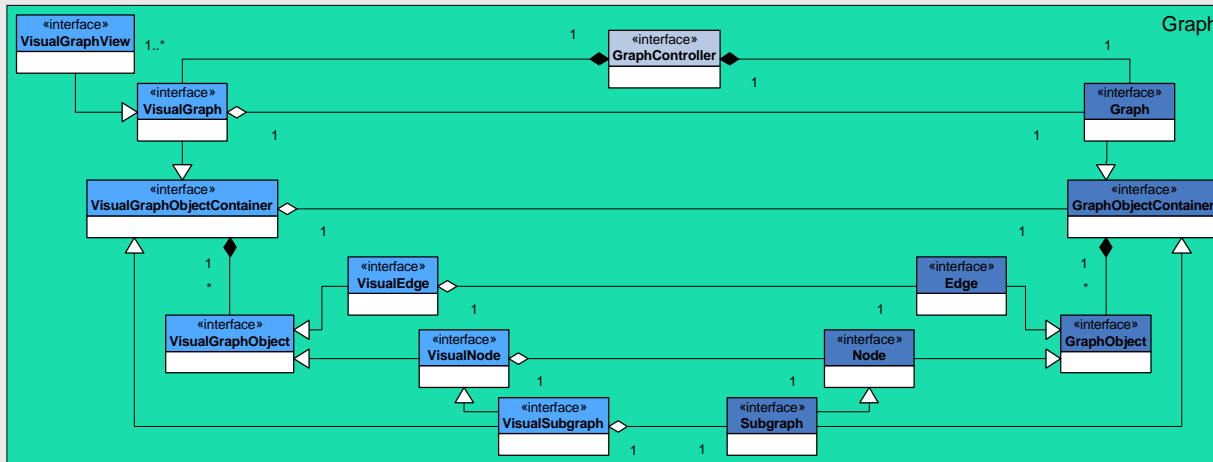 Graph
«interface»
VisualGraphView
1..*
1
«interface»
GraphController
1
1
«interface»
VisualGraph
1
«interface»
Graph
1
«interface»
VisualGraphObjectContainer
1
«interface»
GraphObjectContainer
1
1
*
1
*
«interface»
VisualEdge
1
«interface»
Edge
1
«interface»
VisualGraphObject
«interface»
GraphObject
«interface»
VisualNode
1
«interface»
Node
1
«interface»
VisualSubgraph
1
«interface»
Subgraph
1